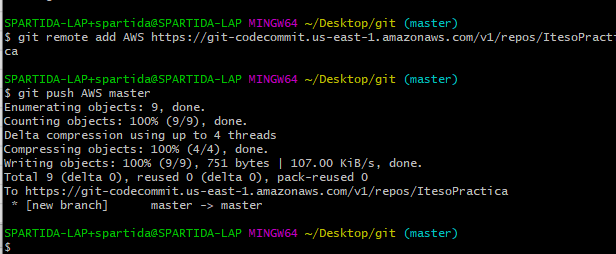 SPARTIDA-LAP+spartida@SPARTIDA-LAP MINGW64 ~/Desktop/git (master)
$ git remote add AWS https://git-codecommit.us-east-1.amazonaws.com/v1/repos/ItesoPracti
ca
SPARTIDA-LAP+spartida@SPARTIDA-LAP MINGW64 ~/Desktop/git (master)
$ git push AWS master
Enumerating objects: 9, done.
Counting objects: 100% (9/9), done.
Delta compression using up to 4 threads
Compressing objects: 100% (4/4), done.
Writing objects: 100% (9/9), 751 bytes | 107.00 KiB/s, done.
Total 9 (delta 0), reused 0 (delta 0), pack-reused 0
To https://git-codecommit.us-east-1.amazonaws.com/v1/repos/ItesoPractica
 * [new branch]      master -> master
SPARTIDA-LAP+spartida@SPARTIDA-LAP MINGW64 ~/Desktop/git (master)
$